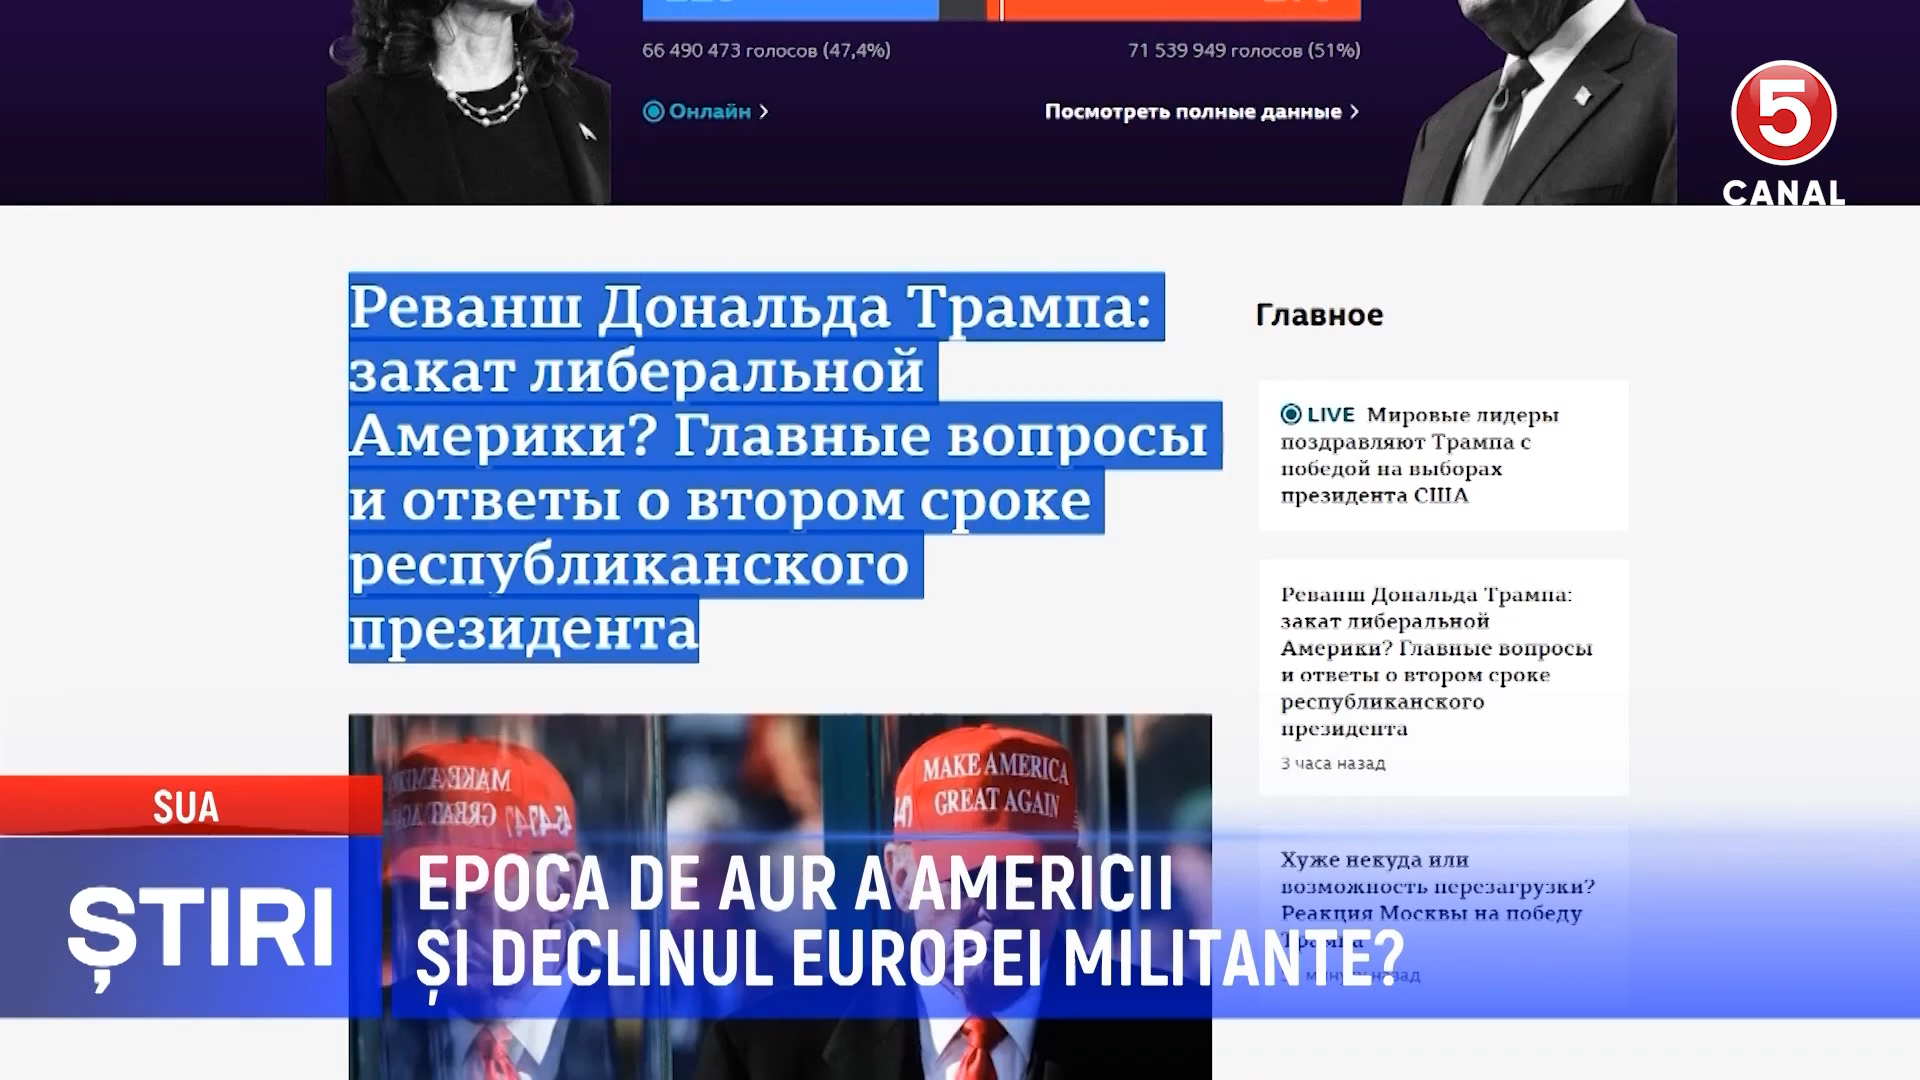 66 490 473 голосов (47,4%)
71 539 949 голосов (51%)
Онлайн
Посмотреть полные данные
5
CANAL
Реванш Дональда Трампа:
закат либеральной
Америки? Главные вопросы
и ответы о втором сроке
республиканского
президента
Главное
LIVE Мировые лидеры
поздравляют Трампа с
победой на выборах
президента США
Реванш Дональда Трампа:
закат либеральной
Америки? Главные вопросы
и ответы о втором сроке
республиканского
президента
3 часа назад
Хуже некуда или
возможность перезагрузки?
Реакция Москвы на победу
Трампа
назад
MAKE AMERICA
GREAT AGAIN
SUA
ȘTIRI
EPOCA DE AUR A AMERICII
ȘI DECLINUL EUROPEI MILITANTE?